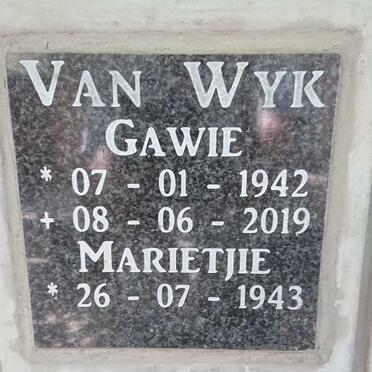 VAN WYK
GAWIE
* 07 - 01 - 1942
+ 08 - 06 - 2019
MARIETJIE
* 26 - 07 - 1943